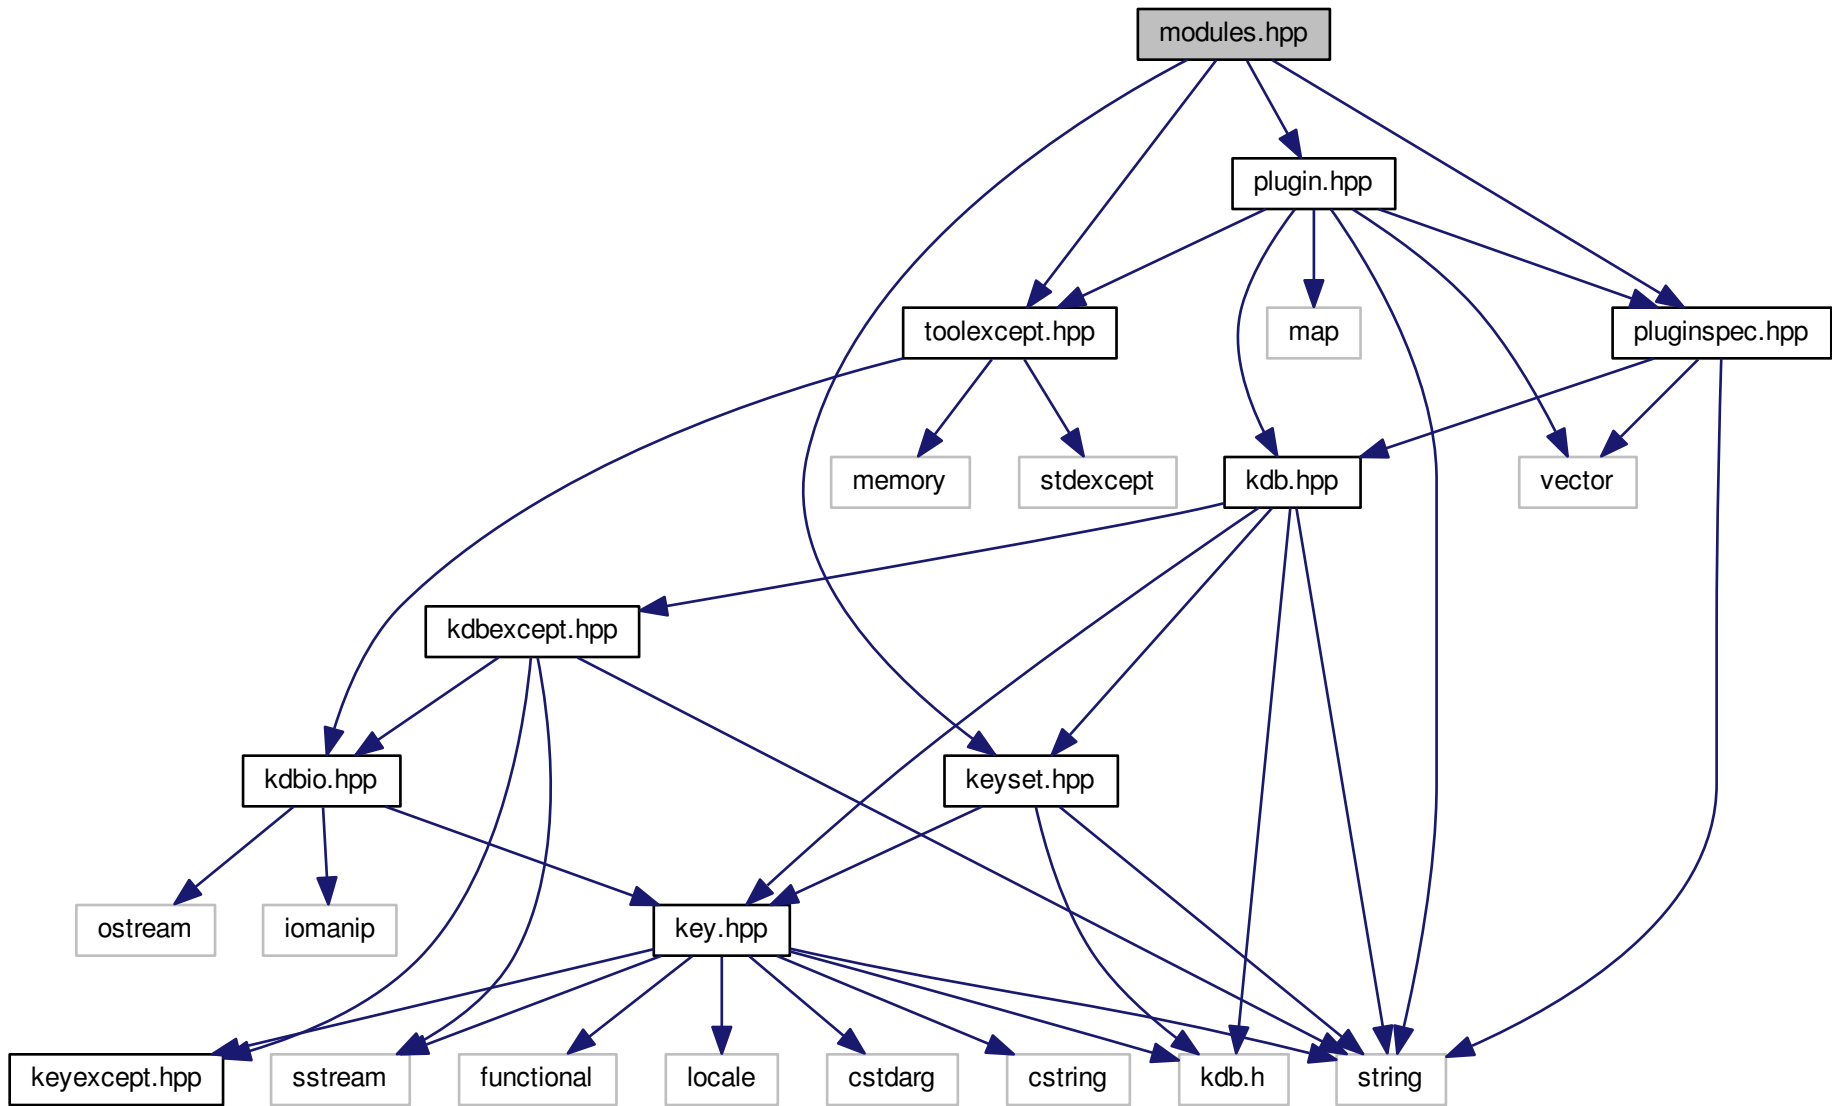 modules.hpp
plugin.hpp
toolexcept.hpp
map
pluginspec.hpp
memory
stdexcept
kdb.hpp
vector
kdbexcept.hpp
kdbio.hpp
keyset.hpp
ostream
iomanip
key.hpp
keyexcept.hpp
sstream
functional
locale
cstdarg
cstring
kdb.h
string